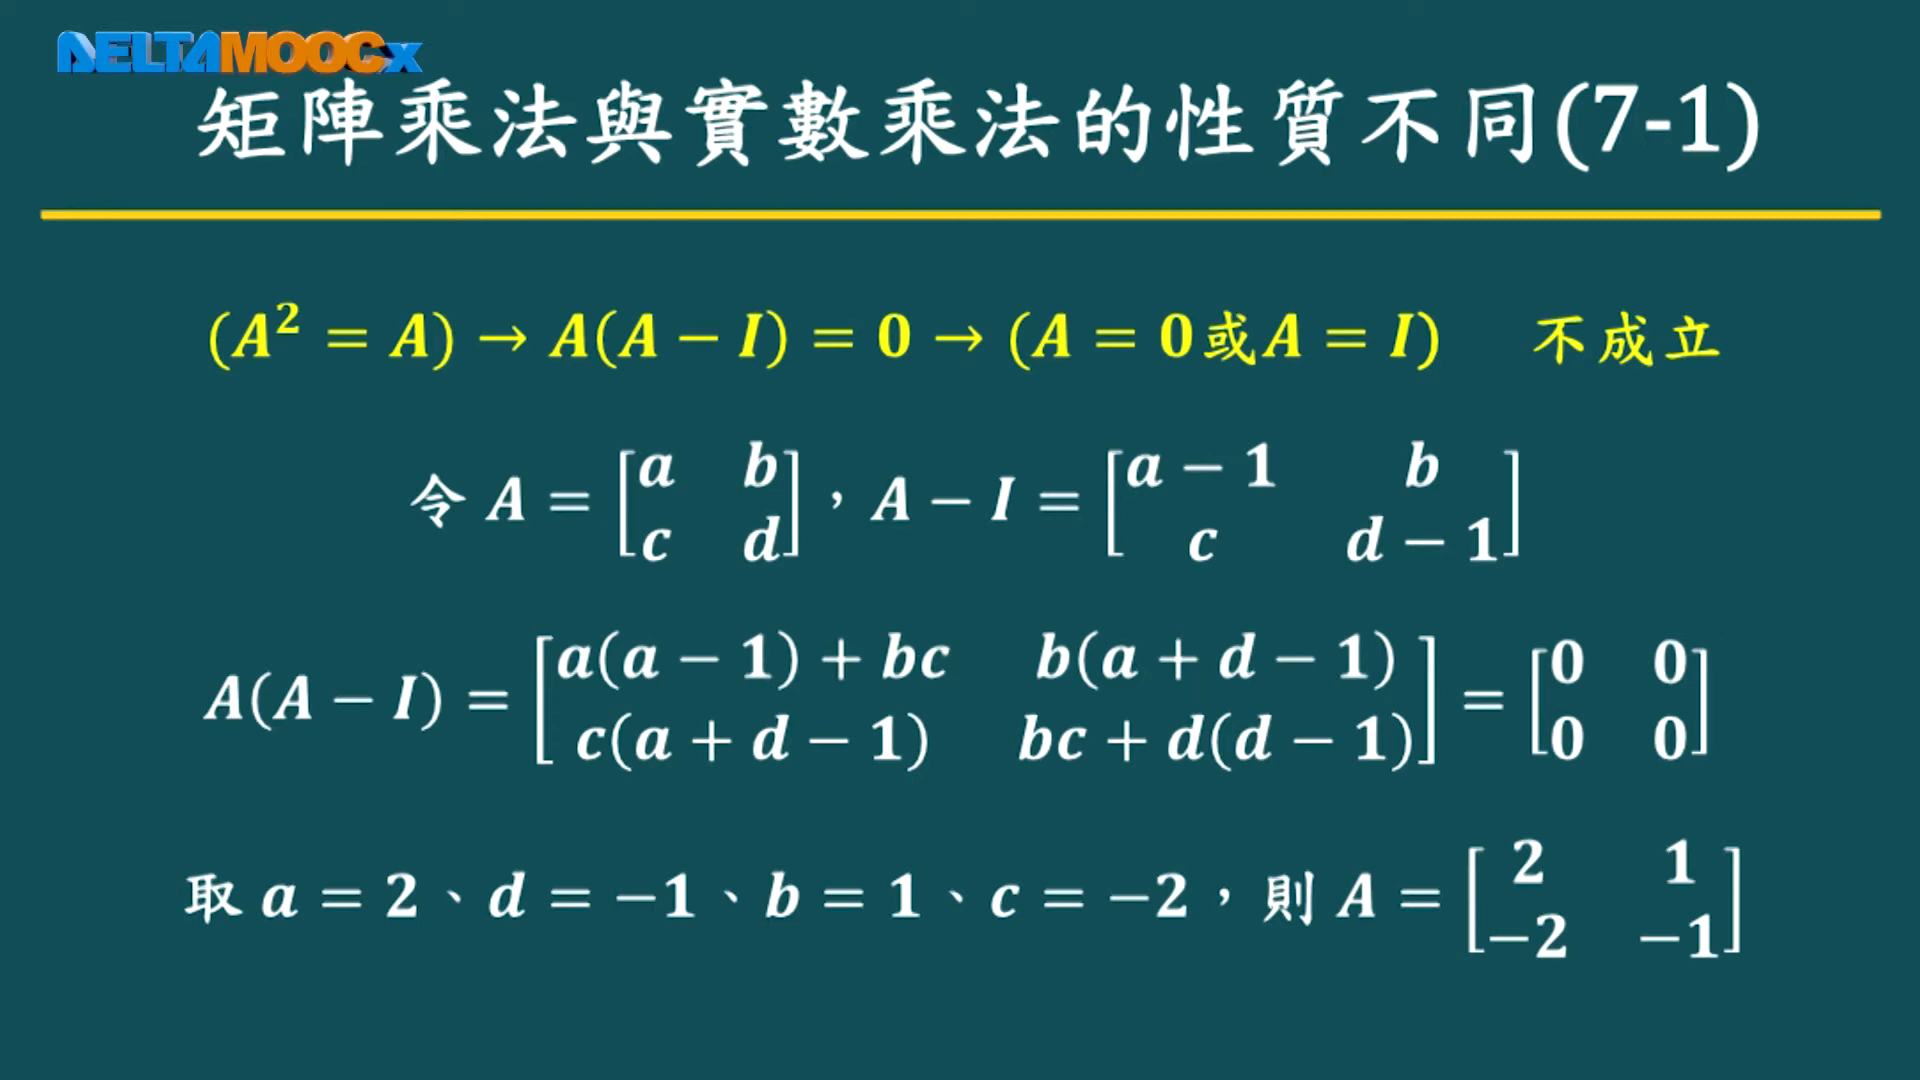 DELTAMOOCx
矩陣乘法與實數乘法的性質不同(7-1)
(A² = A) → A(A − I) = 0 → (A = 0或A = I) 不成立
令 A = [a b; c d],A − I = [a − 1 b; c d − 1]
A(A − I) = [a(a − 1) + bc b(a + d − 1); c(a + d − 1) bc + d(d − 1)] = [0 0; 0 0]
取 a = 2、d = −1、b = 1、c = −2,則 A = [2 1; −2 −1]